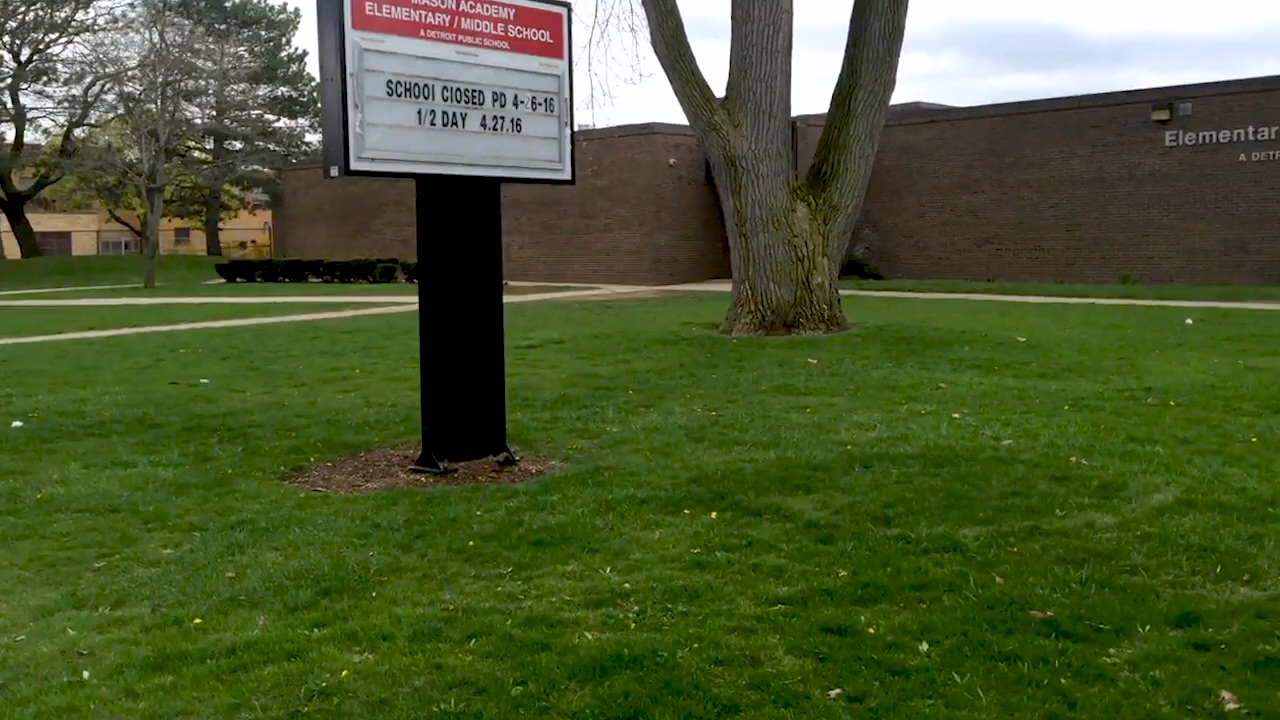 MASON ACADEMY
ELEMENTARY / MIDDLE SCHOOL
A DETROIT PUBLIC SCHOOL
SCHOOI CIOSED PD 4-26-16
1/2 DAY 4.27.16
Elementar
A DETR